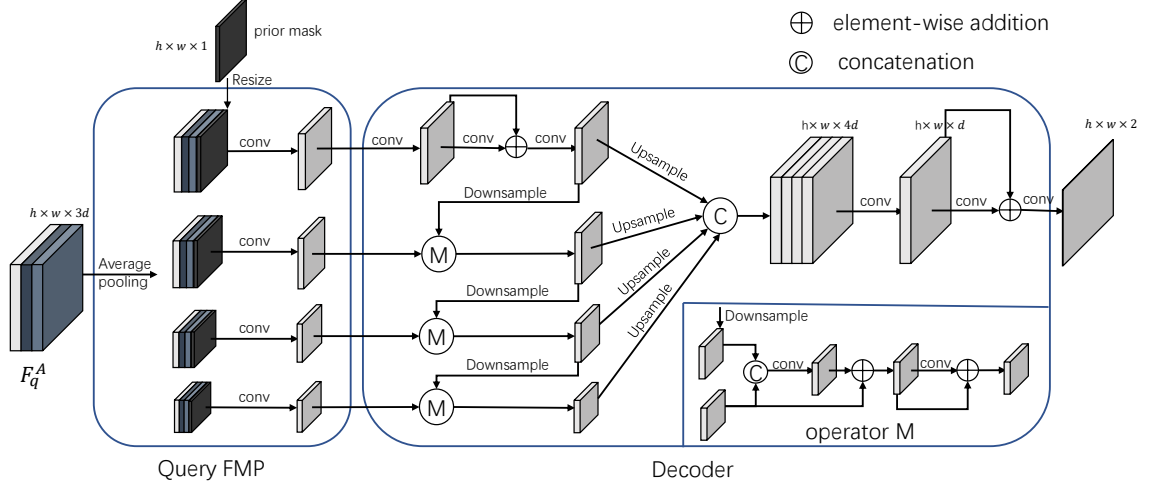 h × w × 1
prior mask
Resize
⊕ element-wise addition
Ⓒ concatenation
h × w × 3d
Average
pooling
F_q^A
conv
conv
conv
conv
Query FMP
conv
conv
conv
Downsample
M
Downsample
M
Downsample
M
Upsample
Upsample
Upsample
Upsample
C
h× w × 4d
conv
h× w × d
conv
conv
h × w × 2
Downsample
C
conv
conv
operator M
Decoder